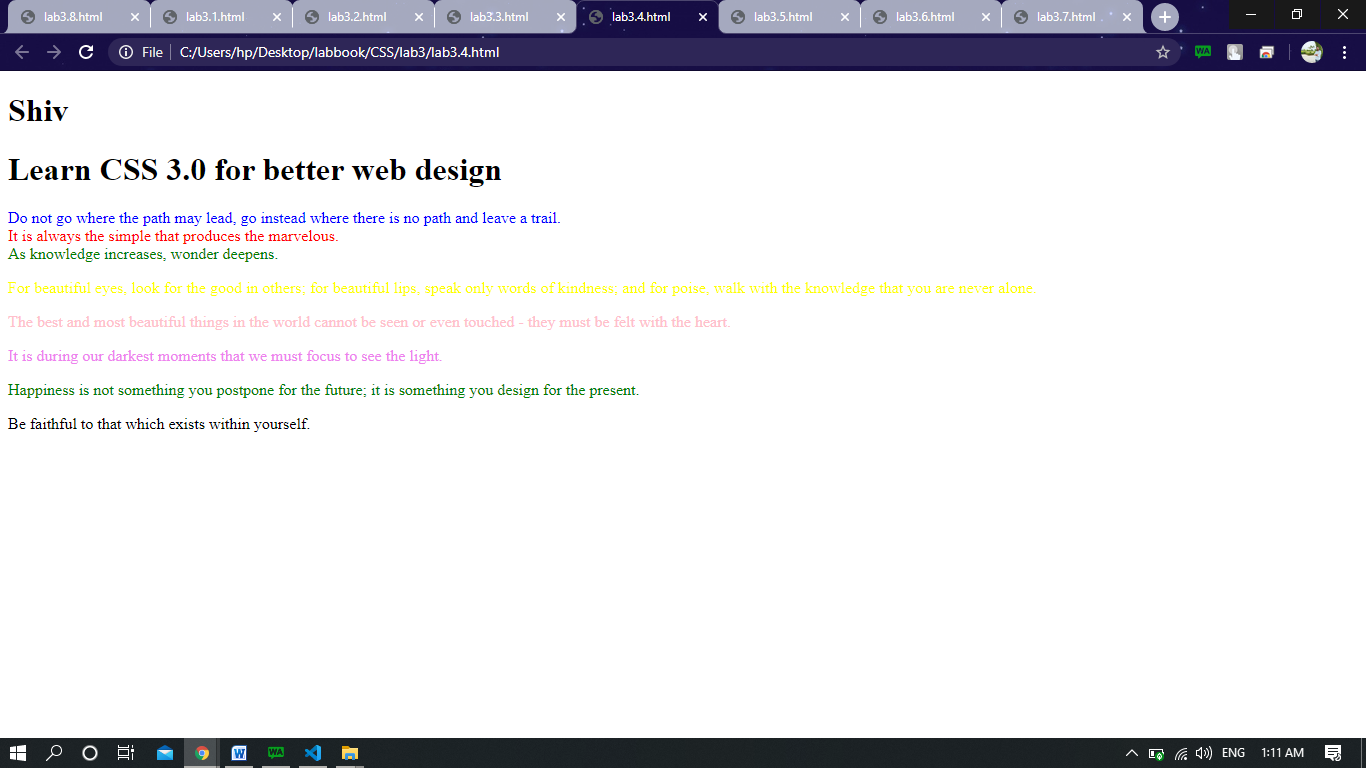 lab3.8.html lab3.1.html lab3.2.html lab3.3.html lab3.4.html lab3.5.html lab3.6.html lab3.7.html
File C:/Users/hp/Desktop/labbook/CSS/lab3/lab3.4.html WA
Shiv
Learn CSS 3.0 for better web design
Do not go where the path may lead, go instead where there is no path and leave a trail.
It is always the simple that produces the marvelous.
As knowledge increases, wonder deepens.
For beautiful eyes, look for the good in others; for beautiful lips, speak only words of kindness; and for poise, walk with the knowledge that you are never alone.
The best and most beautiful things in the world cannot be seen or even touched - they must be felt with the heart.
It is during our darkest moments that we must focus to see the light.
Happiness is not something you postpone for the future; it is something you design for the present.
Be faithful to that which exists within yourself.
W WA ENG 1:11 AM